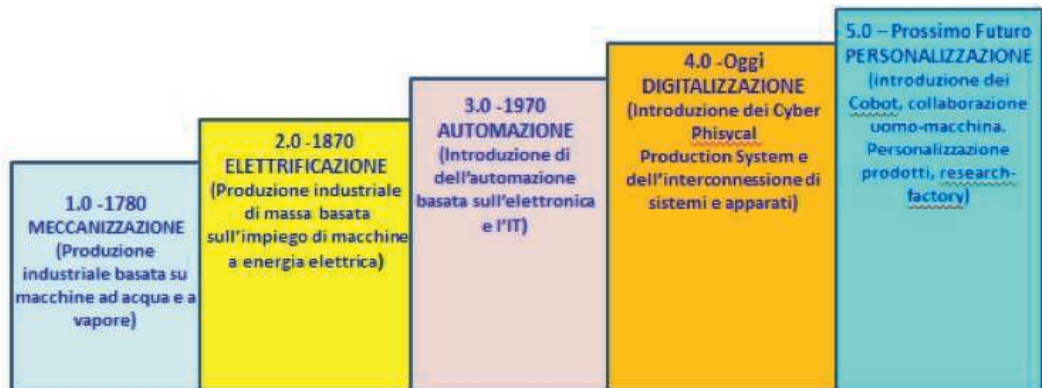 1.0 -1780
MECCANIZZAZIONE
(Produzione
industriale basata su
macchine ad acqua e a
vapore)
2.0 -1870
ELETTRIFICAZIONE
(Produzione industriale
di massa basata
sull'impiego di macchine
a energia elettrica)
3.0 -1970
AUTOMAZIONE
(Introduzione di
dell'automazione
basata sull'elettronica
e l'IT)
4.0 -Oggi
DIGITALIZZAZIONE
(Introduzione dei Cyber
Phisycal
Production System e
dell'interconnessione di
sistemi e apparati)
5.0 – Prossimo Futuro
PERSONALIZZAZIONE
(introduzione dei
Cobot, collaborazione
uomo-macchina.
Personalizzazione
prodotti, research-
factory)